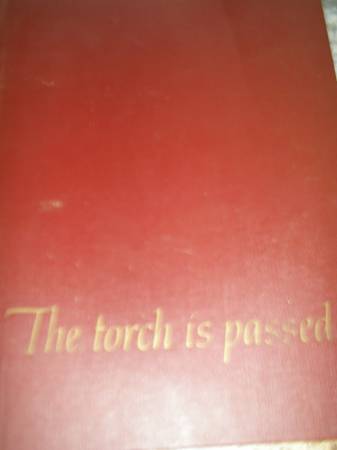 The torch is passed